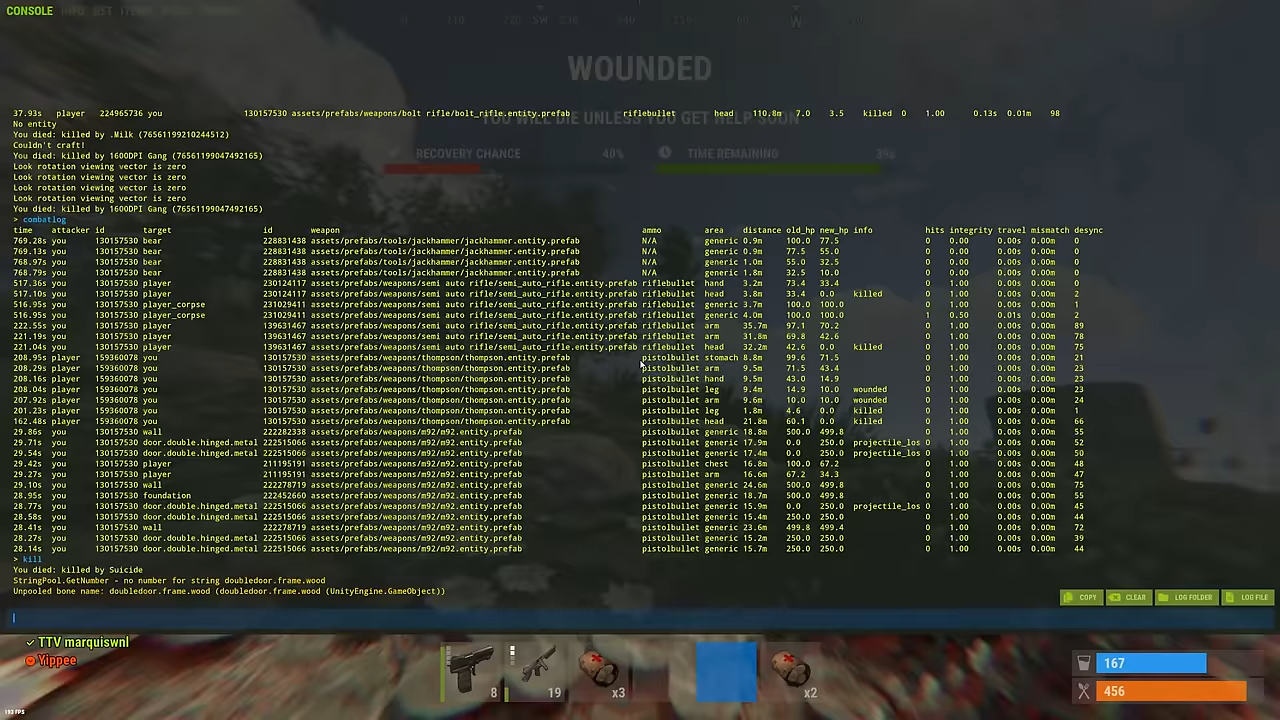 CONSOLE
210 220 SW 230 240 W
WOUNDED
37.93s player 224965736 you 130157530 assets/prefabs/weapons/bolt rifle/bolt_rifle.entity.prefab riflebullet head 110.8m 7.0 3.5 killed 0 1.00 0.13s 0.01m 98
YOU WILL DIE UNLESS YOU GET HELP SOON
No entity
You died: killed by .Milk (76561199210244512)
Couldn't craft!
You died: killed by 1600DPI Gang (76561199047492165)
RECOVERY CHANCE 40% TIME REMAINING 39%
Look rotation viewing vector is zero
Look rotation viewing vector is zero
Look rotation viewing vector is zero
Look rotation viewing vector is zero
You died: killed by 1600DPI Gang (76561199047492165)
> combatlog
time attacker id target id weapon ammo area distance old_hp new_hp info hits integrity travel mismatch desync
769.28s you 130157530 bear 228831438 assets/prefabs/tools/jackhammer/jackhammer.entity.prefab N/A generic 0.9m 100.0 77.5 0 0.00 0.00s 0.00m 0
769.13s you 130157530 bear 228831438 assets/prefabs/tools/jackhammer/jackhammer.entity.prefab N/A generic 0.9m 77.5 55.0 0 0.00 0.00s 0.00m 0
768.97s you 130157530 bear 228831438 assets/prefabs/tools/jackhammer/jackhammer.entity.prefab N/A generic 1.0m 55.0 32.5 0 0.00 0.00s 0.00m 0
768.79s you 130157530 bear 228831438 assets/prefabs/tools/jackhammer/jackhammer.entity.prefab N/A generic 1.8m 32.5 10.0 0 0.00 0.00s 0.00m 0
517.36s you 130157530 player 230124117 assets/prefabs/weapons/semi auto rifle/semi_auto_rifle.entity.prefab riflebullet hand 3.2m 73.4 33.4 0 1.00 0.00s 0.00m 0
517.10s you 130157530 player 230124117 assets/prefabs/weapons/semi auto rifle/semi_auto_rifle.entity.prefab riflebullet head 3.8m 33.4 0.0 killed 0 1.00 0.00s 0.00m 2
516.95s you 130157530 player_corpse 231029411 assets/prefabs/weapons/semi auto rifle/semi_auto_rifle.entity.prefab riflebullet generic 3.7m 100.0 100.0 0 1.00 0.00s 0.00m 1
516.95s you 130157530 player_corpse 231029411 assets/prefabs/weapons/semi auto rifle/semi_auto_rifle.entity.prefab riflebullet generic 4.0m 100.0 100.0 1 0.50 0.01s 0.00m 2
222.55s you 130157530 player 139631467 assets/prefabs/weapons/semi auto rifle/semi_auto_rifle.entity.prefab riflebullet arm 35.7m 97.1 70.2 0 1.00 0.00s 0.00m 89
221.19s you 130157530 player 139631467 assets/prefabs/weapons/semi auto rifle/semi_auto_rifle.entity.prefab riflebullet arm 31.8m 69.8 42.6 0 1.00 0.00s 0.00m 78
221.04s you 130157530 player 139631467 assets/prefabs/weapons/semi auto rifle/semi_auto_rifle.entity.prefab riflebullet head 32.2m 42.6 0.0 killed 0 1.00 0.00s 0.00m 75
208.95s player 159360078 you 130157530 assets/prefabs/weapons/thompson/thompson.entity.prefab pistolbullet stomach 8.8m 99.6 71.5 0 1.00 0.00s 0.00m 21
208.29s player 159360078 you 130157530 assets/prefabs/weapons/thompson/thompson.entity.prefab pistolbullet arm 9.5m 71.5 43.4 0 1.00 0.00s 0.00m 23
208.16s player 159360078 you 130157530 assets/prefabs/weapons/thompson/thompson.entity.prefab pistolbullet hand 9.5m 43.0 14.9 0 1.00 0.00s 0.00m 23
208.04s player 159360078 you 130157530 assets/prefabs/weapons/thompson/thompson.entity.prefab pistolbullet leg 9.4m 14.9 10.0 wounded 0 1.00 0.00s 0.00m 23
207.92s player 159360078 you 130157530 assets/prefabs/weapons/thompson/thompson.entity.prefab pistolbullet arm 9.6m 10.0 10.0 wounded 0 1.00 0.00s 0.00m 24
201.23s player 159360078 you 130157530 assets/prefabs/weapons/thompson/thompson.entity.prefab pistolbullet leg 1.8m 4.6 0.0 killed 0 1.00 0.00s 0.00m 1
162.48s player 159360078 you 130157530 assets/prefabs/weapons/thompson/thompson.entity.prefab pistolbullet head 21.8m 60.1 0.0 killed 0 1.00 0.00s 0.00m 66
29.86s you 130157530 wall 222282338 assets/prefabs/weapons/m92/m92.entity.prefab pistolbullet generic 18.8m 500.0 499.8 0 1.00 0.00s 0.00m 55
29.71s you 130157530 door.double.hinged.metal 222515066 assets/prefabs/weapons/m92/m92.entity.prefab pistolbullet generic 17.9m 0.0 250.0 projectile_los 0 1.00 0.00s 0.00m 52
29.54s you 130157530 door.double.hinged.metal 222515066 assets/prefabs/weapons/m92/m92.entity.prefab pistolbullet generic 17.4m 0.0 250.0 projectile_los 0 1.00 0.00s 0.00m 50
29.42s you 130157530 player 211195191 assets/prefabs/weapons/m92/m92.entity.prefab pistolbullet chest 16.8m 100.0 67.2 0 1.00 0.00s 0.00m 48
29.27s you 130157530 player 211195191 assets/prefabs/weapons/m92/m92.entity.prefab pistolbullet arm 16.6m 67.2 34.3 0 1.00 0.00s 0.00m 47
29.10s you 130157530 wall 222278719 assets/prefabs/weapons/m92/m92.entity.prefab pistolbullet generic 24.6m 500.0 499.8 0 1.00 0.00s 0.00m 75
28.95s you 130157530 foundation 222452660 assets/prefabs/weapons/m92/m92.entity.prefab pistolbullet generic 18.7m 500.0 499.8 0 1.00 0.00s 0.00m 55
28.77s you 130157530 door.double.hinged.metal 222515066 assets/prefabs/weapons/m92/m92.entity.prefab pistolbullet generic 15.9m 0.0 250.0 projectile_los 0 1.00 0.00s 0.00m 45
28.58s you 130157530 door.double.hinged.metal 222515066 assets/prefabs/weapons/m92/m92.entity.prefab pistolbullet generic 15.4m 250.0 250.0 0 1.00 0.00s 0.00m 44
28.41s you 130157530 wall 222278719 assets/prefabs/weapons/m92/m92.entity.prefab pistolbullet generic 23.6m 499.8 499.4 0 1.00 0.00s 0.00m 72
28.27s you 130157530 door.double.hinged.metal 222515066 assets/prefabs/weapons/m92/m92.entity.prefab pistolbullet generic 15.2m 250.0 250.0 0 1.00 0.00s 0.00m 39
28.14s you 130157530 door.double.hinged.metal 222515066 assets/prefabs/weapons/m92/m92.entity.prefab pistolbullet generic 15.7m 250.0 250.0 0 1.00 0.00s 0.00m 44
> kill
You died: killed by Suicide
StringPool.GetNumber - no number for string doubledoor.frame.wood
Unpooled bone name: doubledoor.frame.wood (doubledoor.frame.wood (UnityEngine.GameObject))
COPY CLEAR LOG FOLDER LOG FILE
TTV marquiswnl
Yippee
8 19 x3 x2
167
456
193 FPS